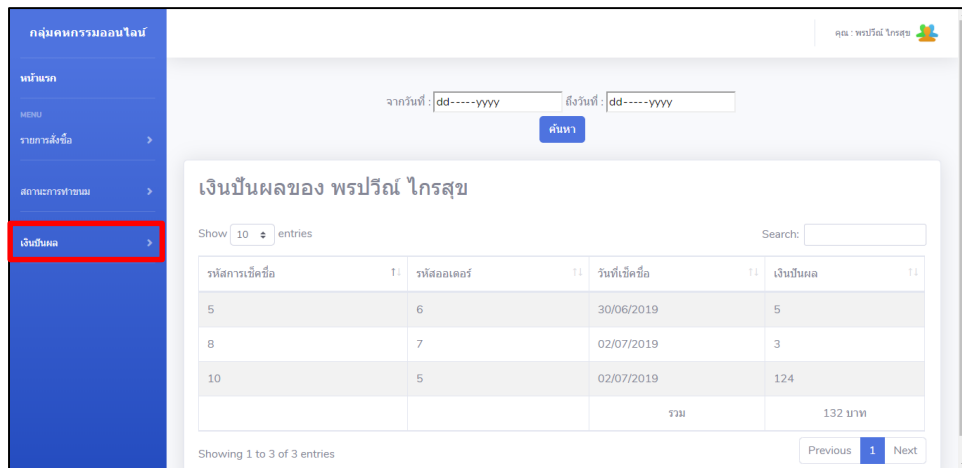 กลุ่มคหกรรมออนไลน์
คุณ : พรปวีณ์ ไกรสุข
หน้าแรก
MENU
รายการสั่งซื้อ
สถานะการทำขนม
เงินปันผล
จากวันที่ : dd-----yyyy ถึงวันที่ : dd-----yyyy
ค้นหา
เงินปันผลของ พรปวีณ์ ไกรสุข
Show 10 entries Search:
รหัสการเช็คชื่อ รหัสออเดอร์ วันที่เช็คชื่อ เงินปันผล
5 6 30/06/2019 5
8 7 02/07/2019 3
10 5 02/07/2019 124
รวม 132 บาท
Showing 1 to 3 of 3 entries Previous 1 Next